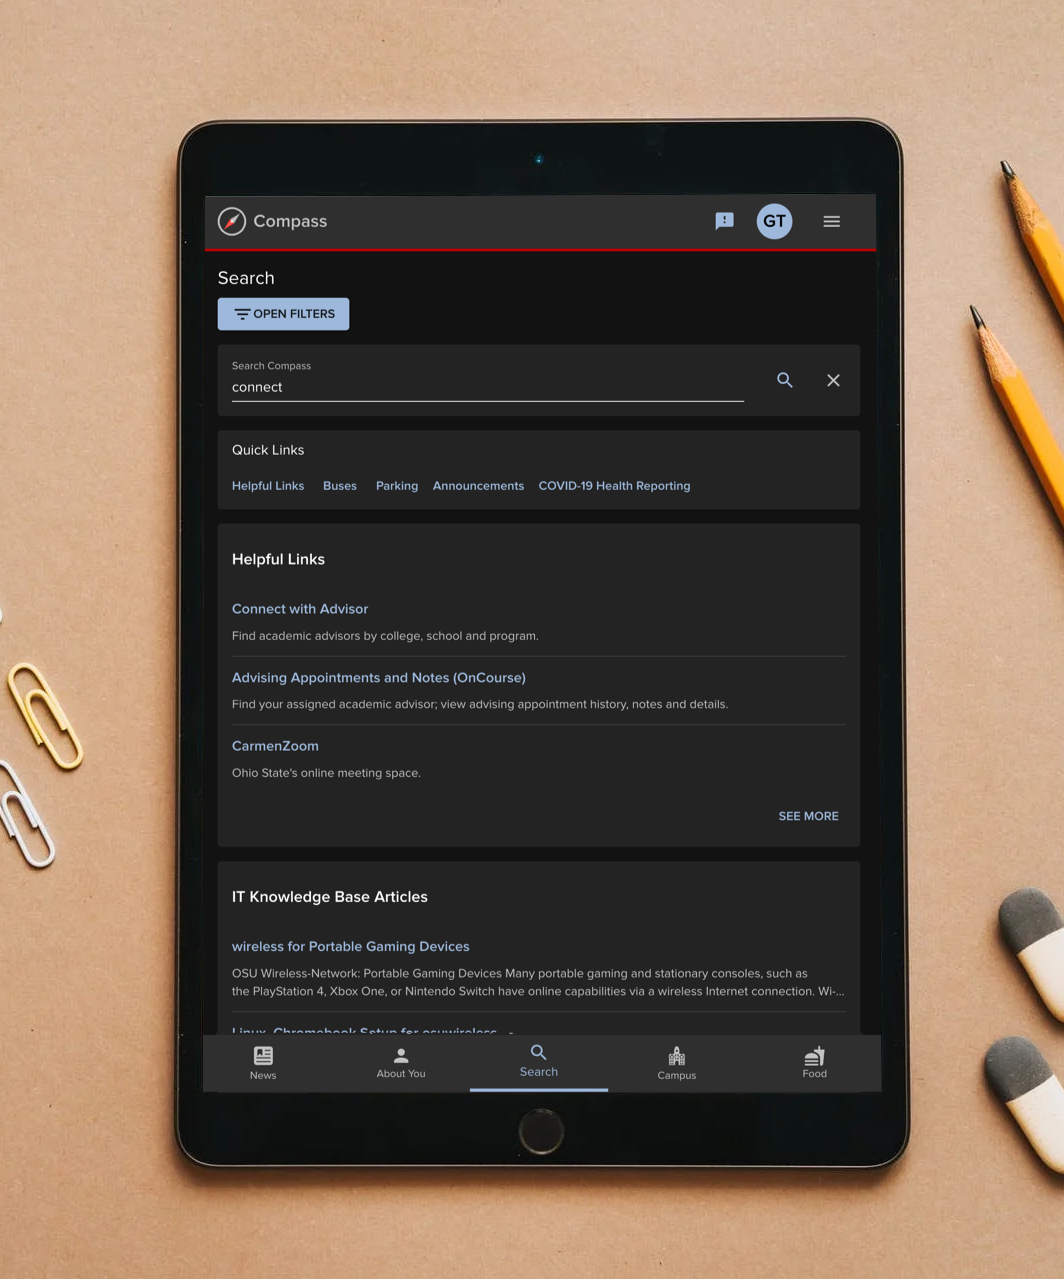 Compass
GT
Search
OPEN FILTERS
Search Compass
connect
Quick Links
Helpful Links Buses Parking Announcements COVID-19 Health Reporting
Helpful Links
Connect with Advisor
Find academic advisors by college, school and program.
Advising Appointments and Notes (OnCourse)
Find your assigned academic advisor; view advising appointment history, notes and details.
CarmenZoom
Ohio State's online meeting space.
SEE MORE
IT Knowledge Base Articles
wireless for Portable Gaming Devices
OSU Wireless-Network: Portable Gaming Devices Many portable gaming and stationary consoles, such as
the PlayStation 4, Xbox One, or Nintendo Switch have online capabilities via a wireless Internet connection. Wi-...
Linux, Chromebook Setup for osuwireless
News About You Search Campus Food